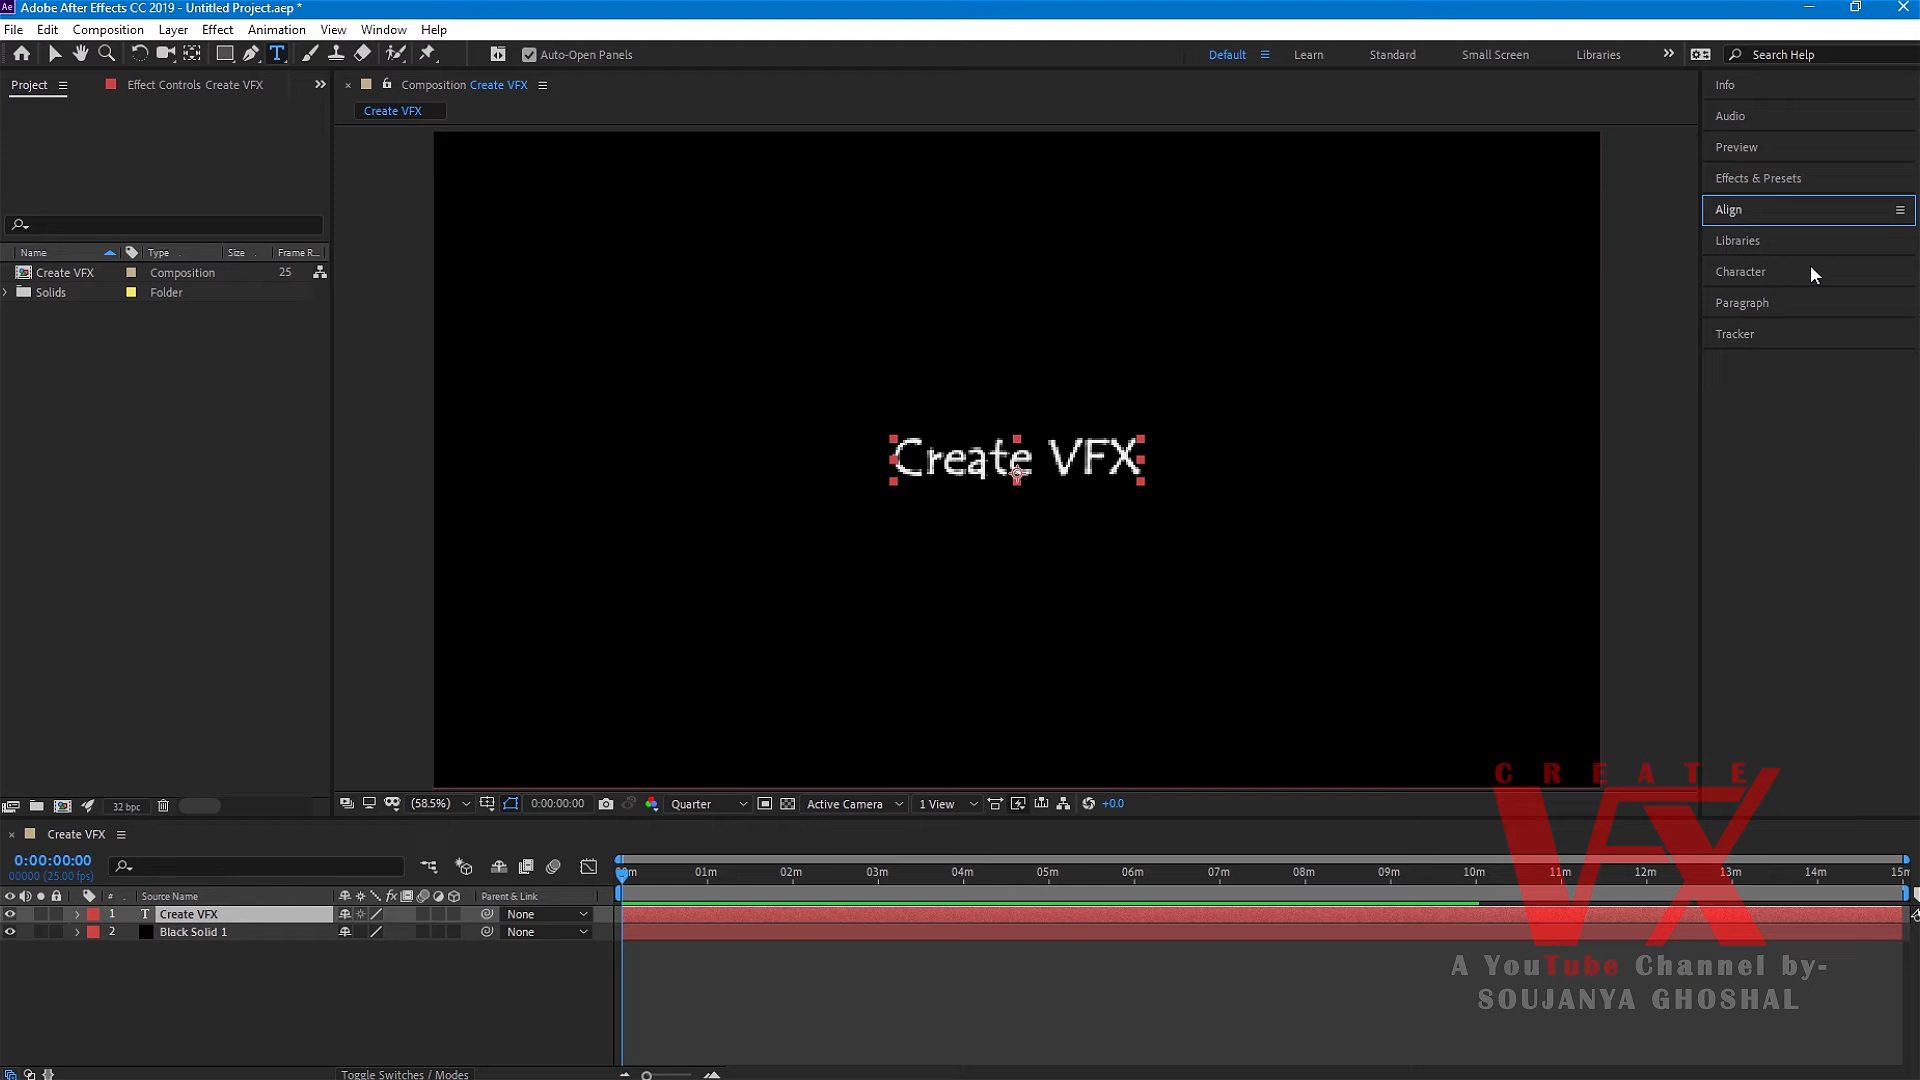 Adobe After Effects CC 2019 - Untitled Project.aep *
File Edit Composition Layer Effect Animation View Window Help
Auto-Open Panels Default Learn Standard Small Screen Libraries Search Help
Project Effect Controls Create VFX
Composition Create VFX
Create VFX
Name Type Size Frame R...
Create VFX Composition 25
Solids Folder
Info
Audio
Preview
Effects & Presets
Align
Libraries
Character
Paragraph
Tracker
Create VFX
32 bpc
(58.5%) 0:00:00:00 Quarter Active Camera 1 View +0.0
Create VFX
0:00:00:00
00000 (25.00 fps)
01m 02m 03m 04m 05m 06m 07m 08m 09m 10m 11m 12m 13m 14m
# Source Name Parent & Link
1 T Create VFX None
2 Black Solid 1 None
Toggle Switches / Modes
CREATE
VFX
A YouTube Channel by-
SOUJANYA GHOSHAL